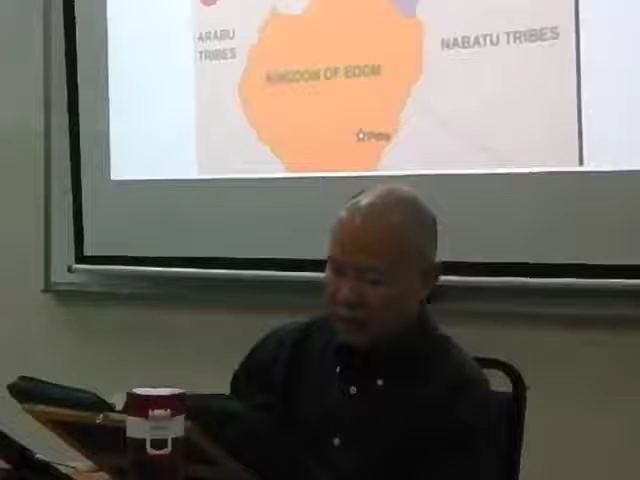 ARABU
TRIBES
NABATU TRIBES
KINGDOM OF EDOM
Petra